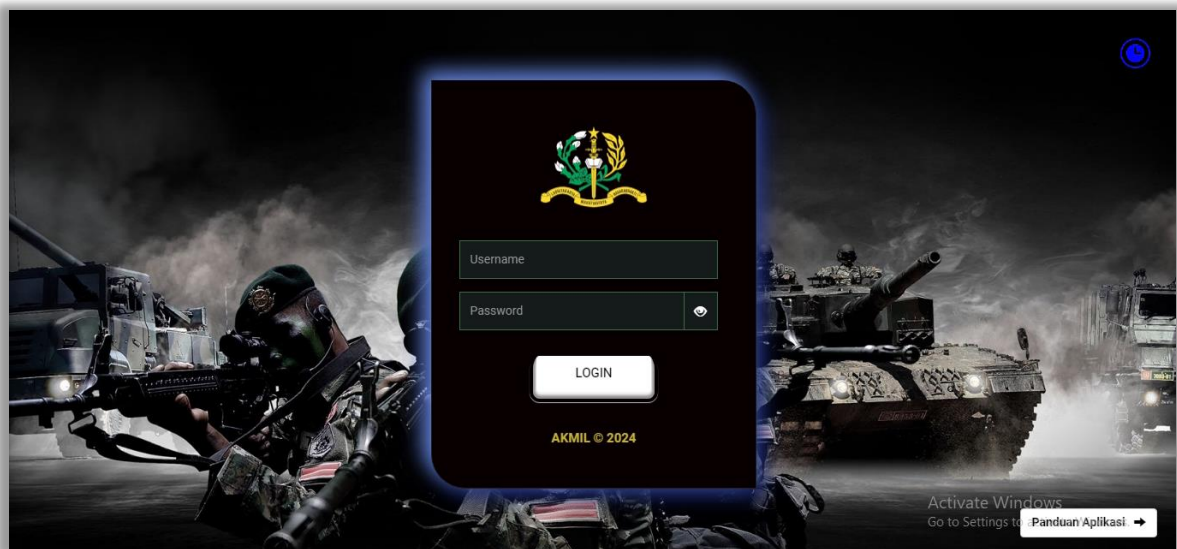 Username
Password
LOGIN
AKMIL © 2024
Activate Windows
Go to Settings to
Panduan Aplikasi